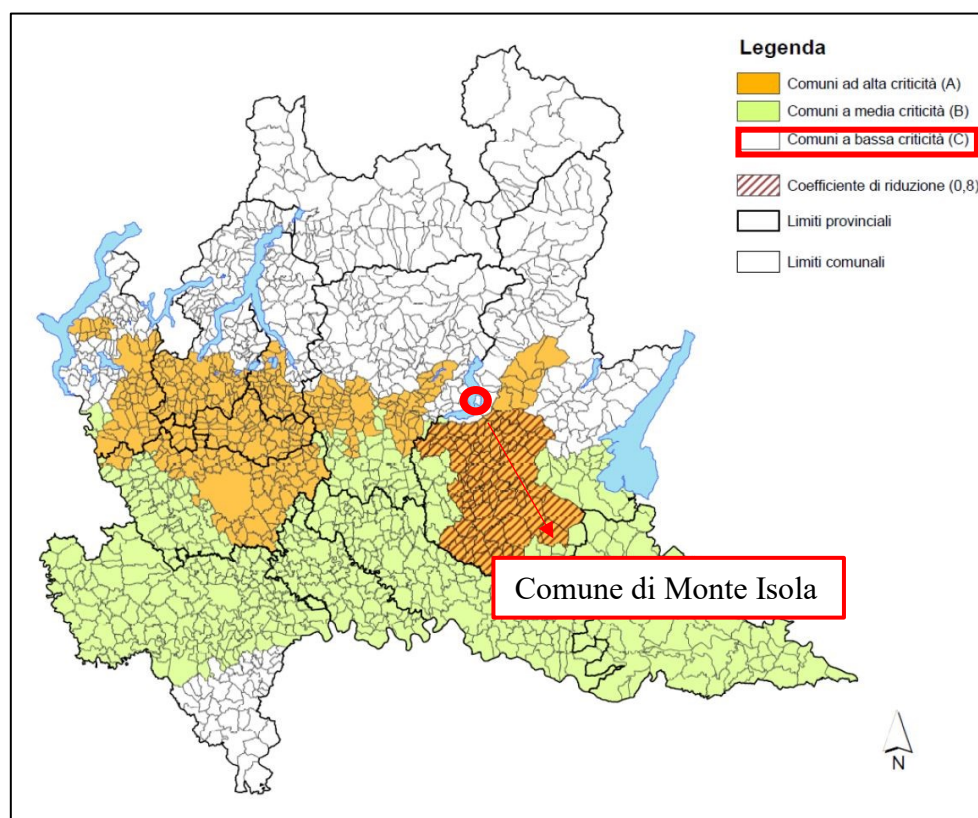 Legenda
Comuni ad alta criticità (A)
Comuni a media criticità (B)
Comuni a bassa criticità (C)
Coefficiente di riduzione (0,8)
Limiti provinciali
Limiti comunali
Comune di Monte Isola
N